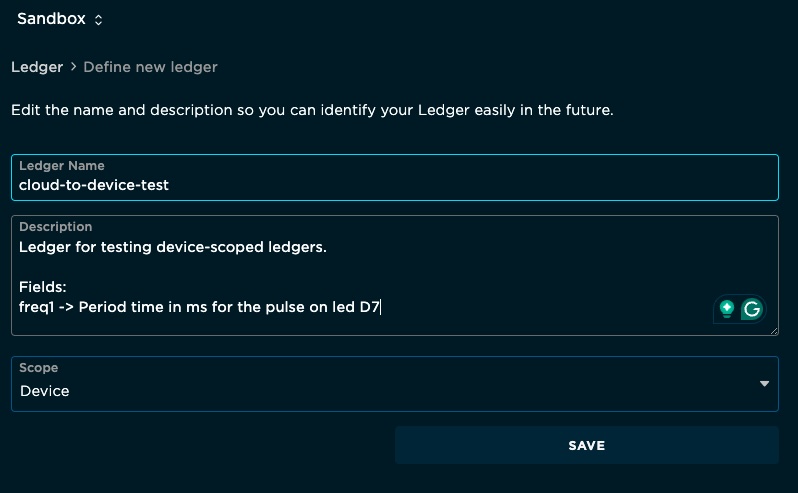 Sandbox
Ledger > Define new ledger
Edit the name and description so you can identify your Ledger easily in the future.
Ledger Name
cloud-to-device-test
Description
Ledger for testing device-scoped ledgers.
Fields:
freq1 -> Period time in ms for the pulse on led D7
Scope
Device
SAVE